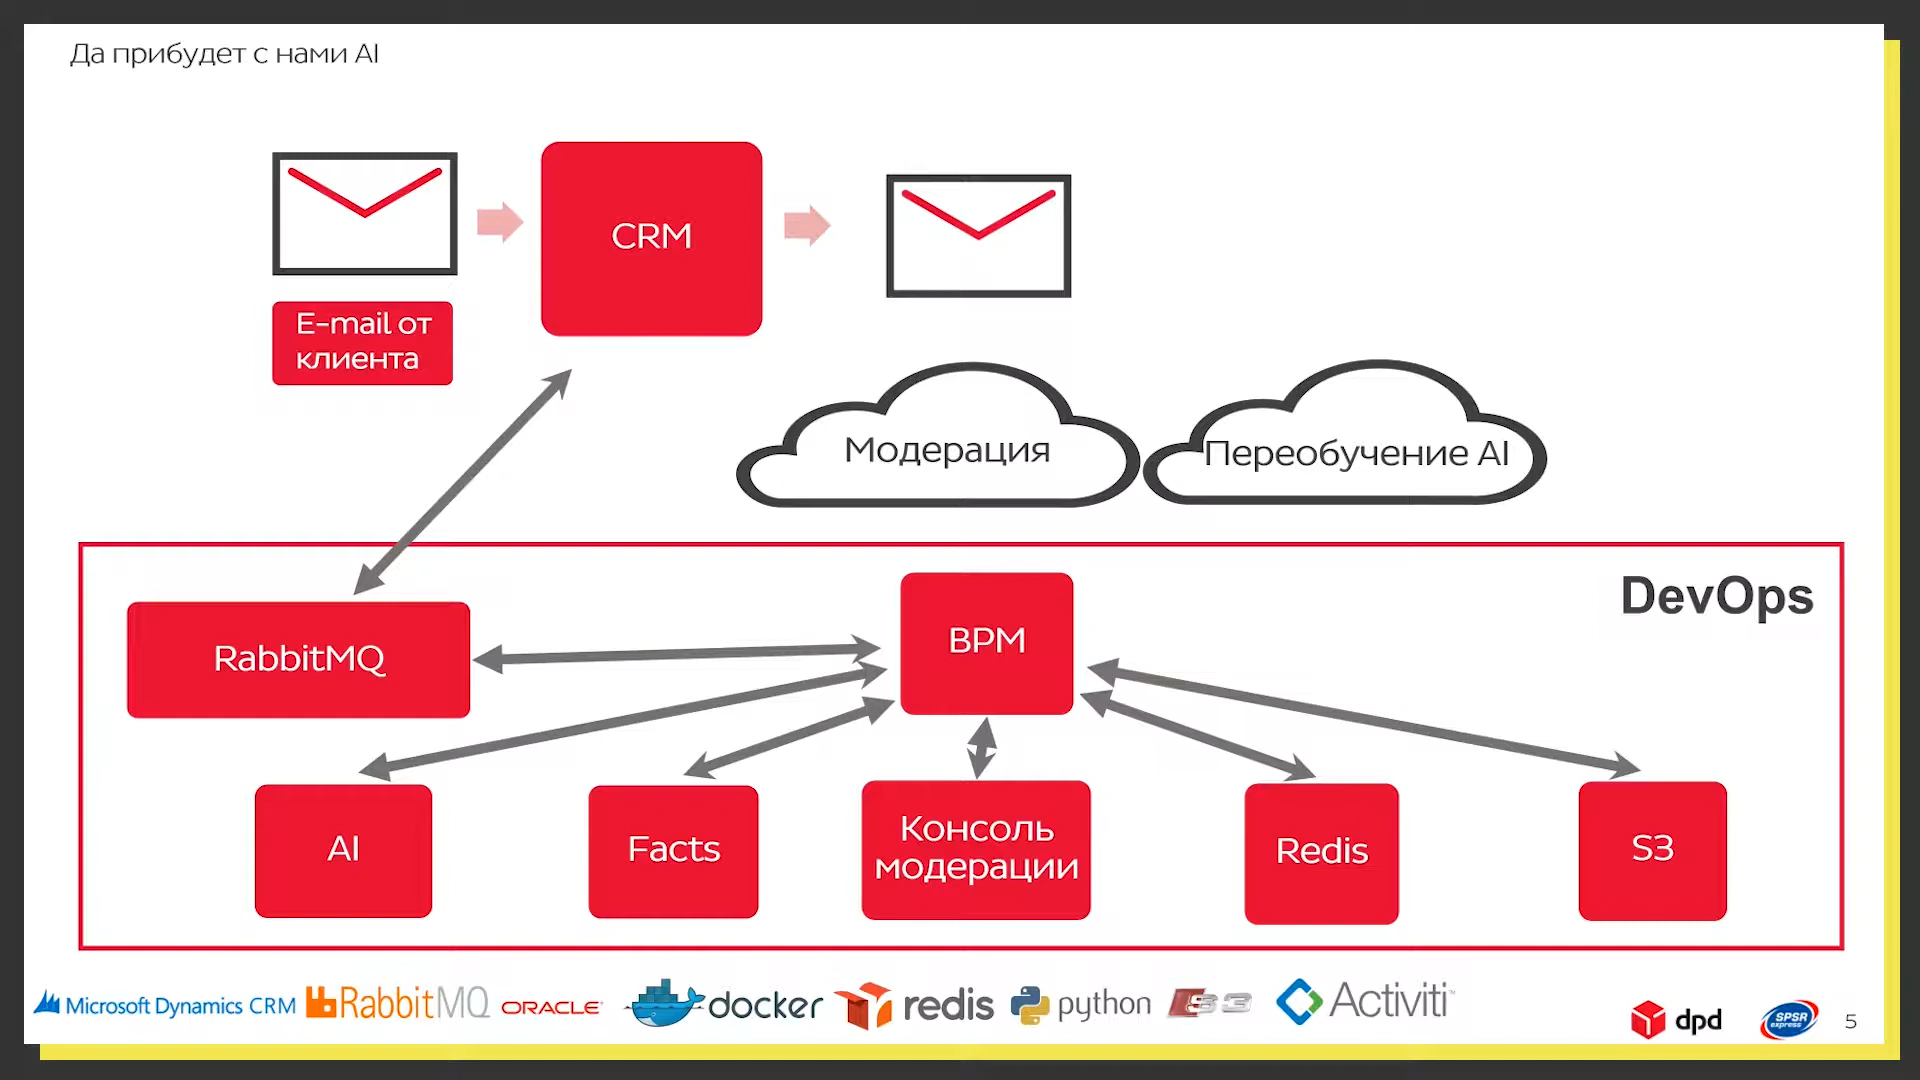 Да прибудет с нами AI
CRM
E-mail от
клиента
Модерация
Переобучение AI
DevOps
RabbitMQ
BPM
AI
Facts
Консоль
модерации
Redis
S3
Microsoft Dynamics CRM
RabbitMQ
ORACLE
docker
redis
python
S3
Activiti
dpd
SPSR
express
5